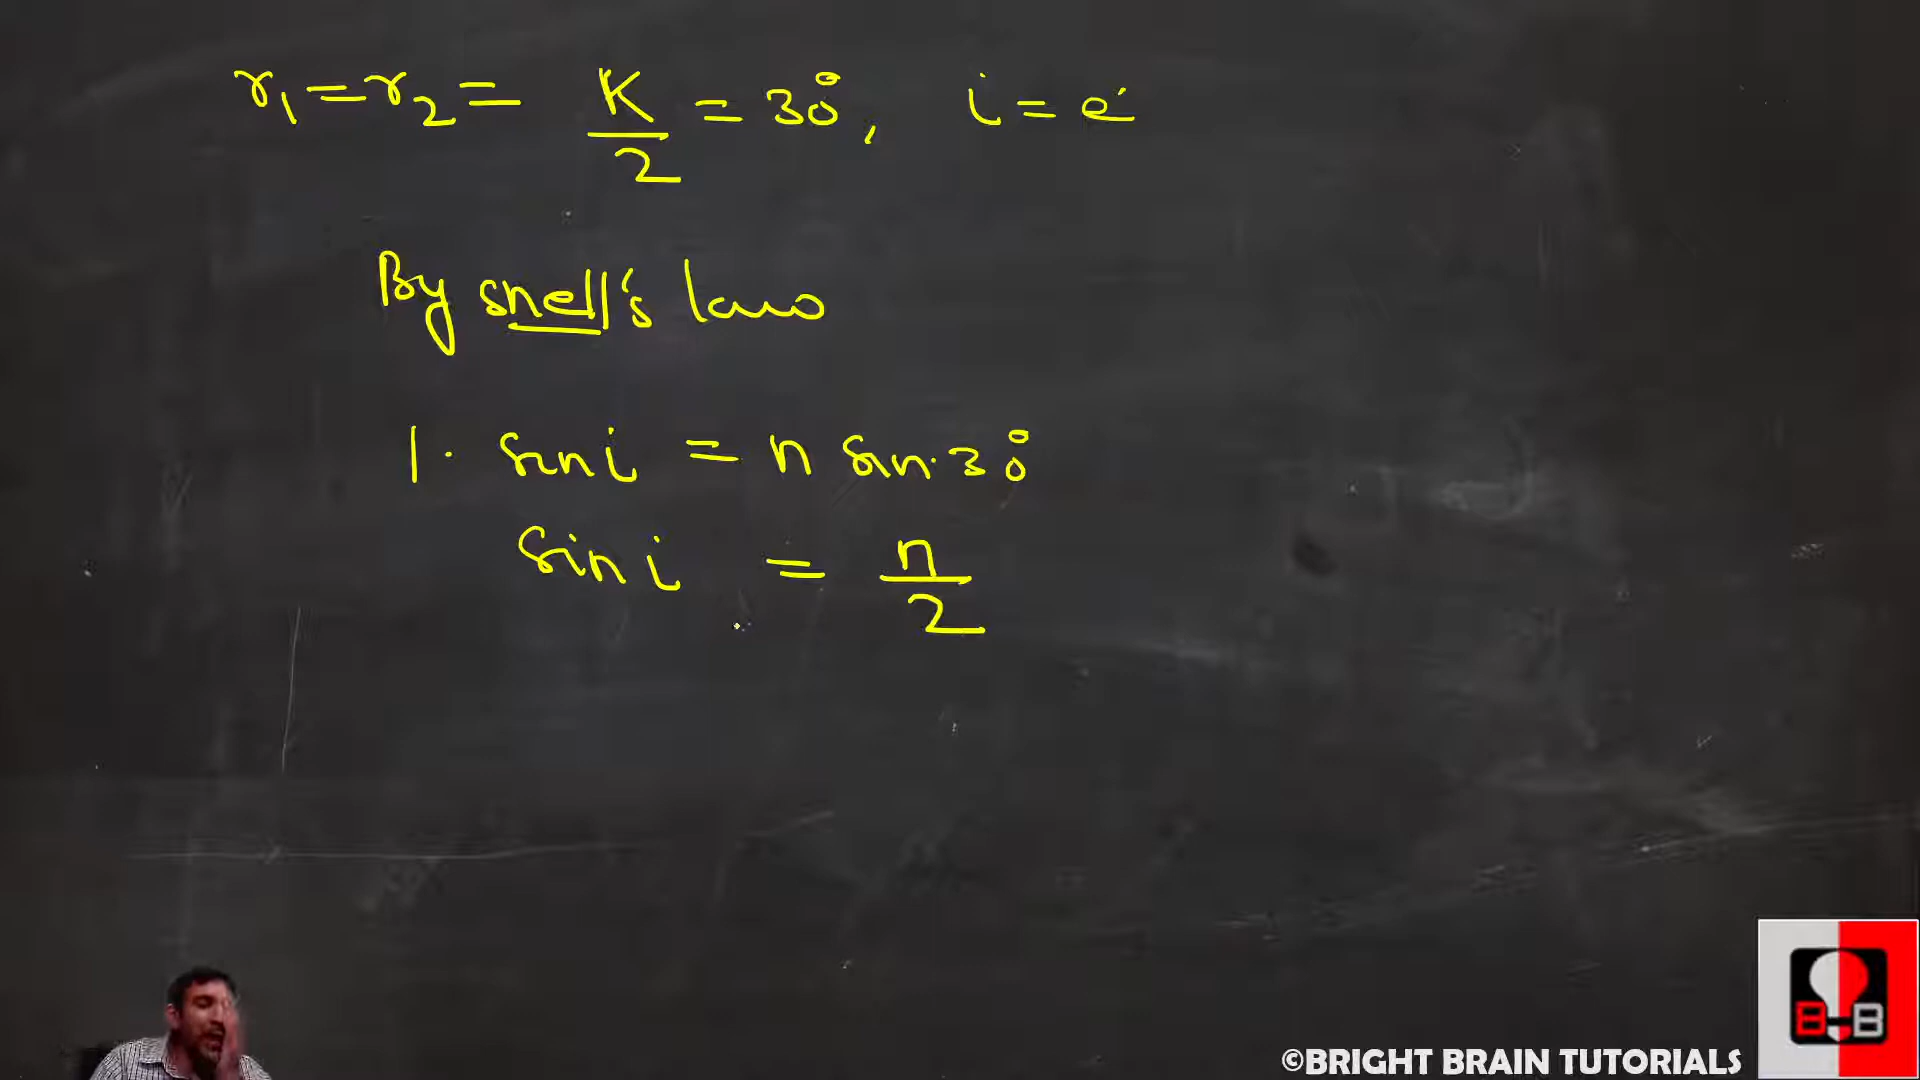 r₁ = r₂ = K/2 = 30°, i = e
By snell's law
1. sin i = n sin.30°
sin i = n/2
B B
©BRIGHT BRAIN TUTORIALS